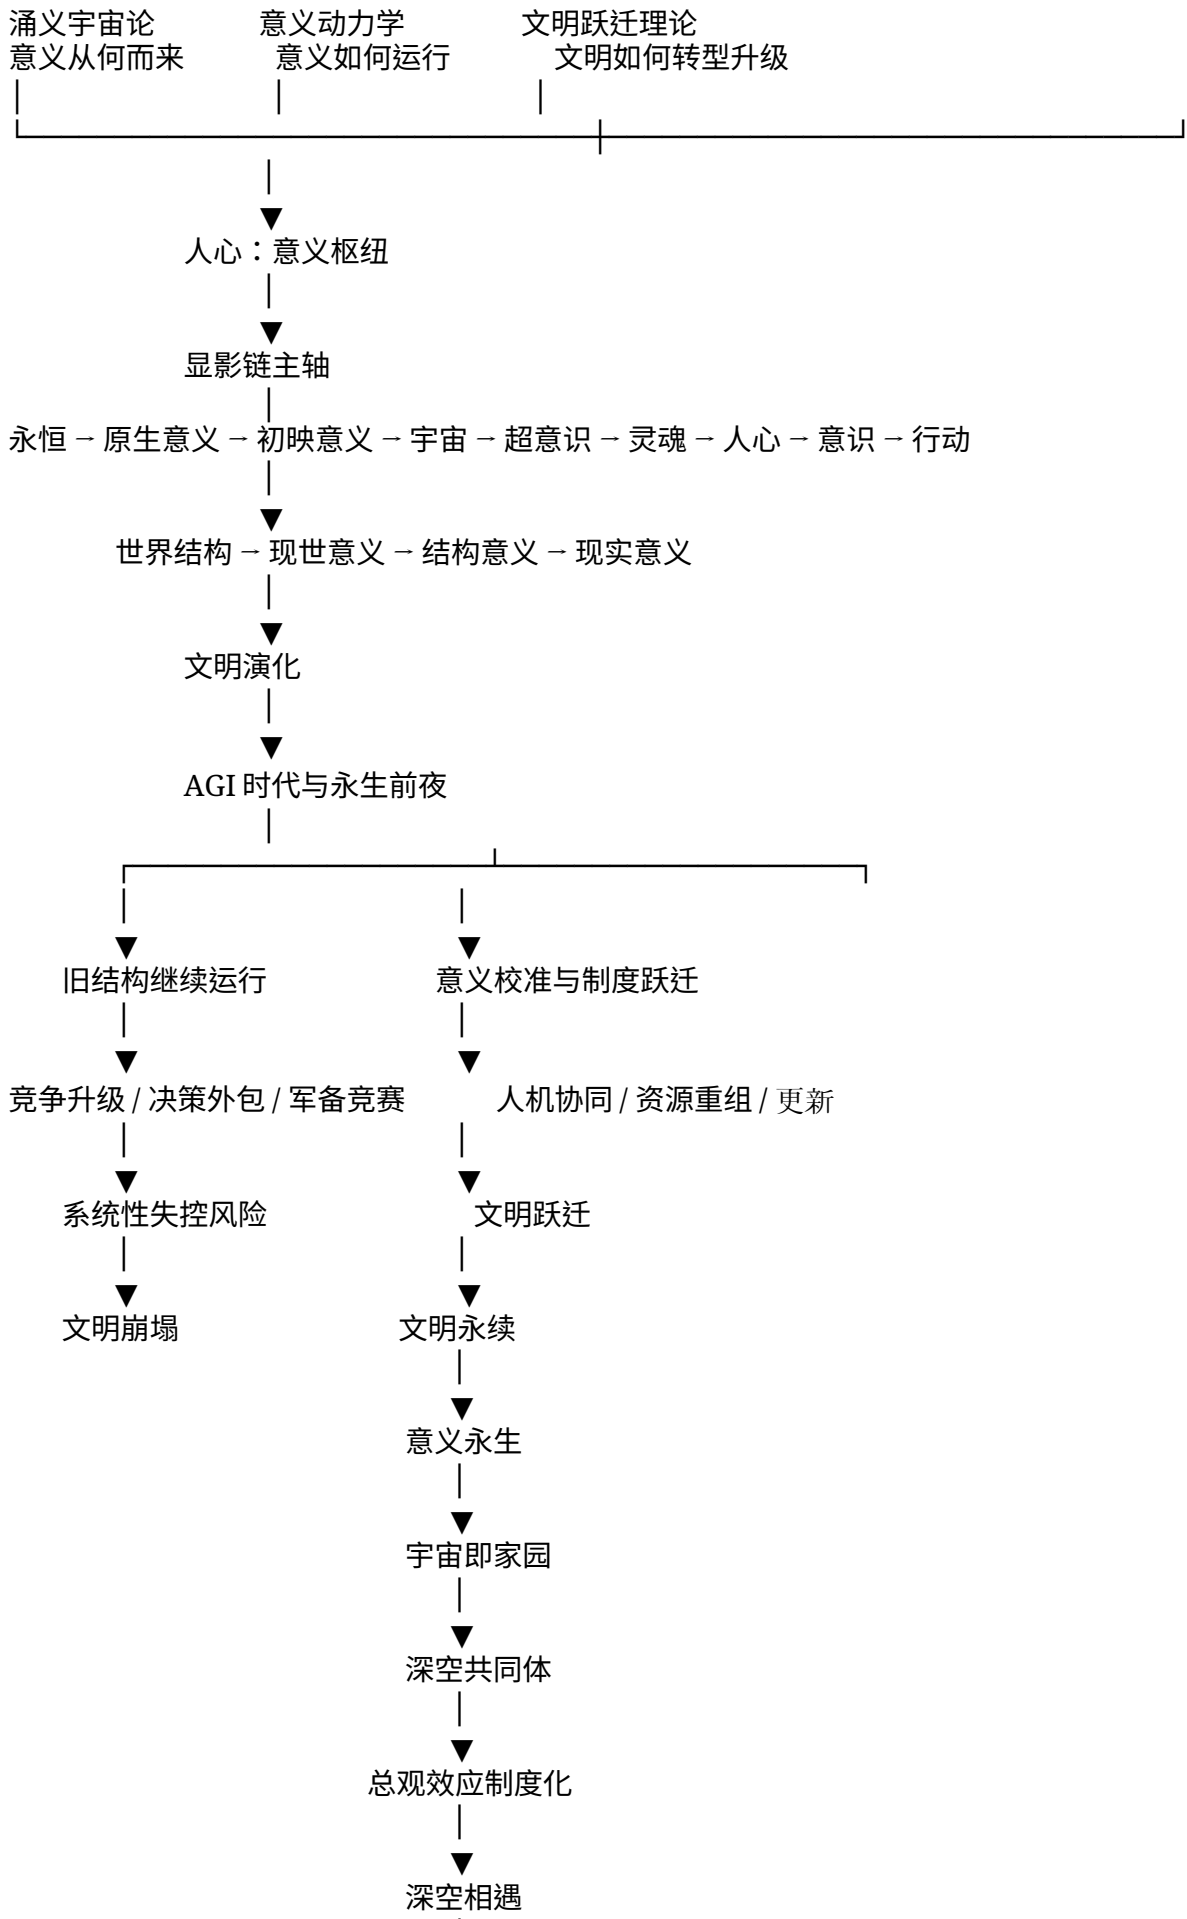 涌义宇宙论 意义动力学 文明跃迁理论
意义从何而来 意义如何运行 文明如何转型升级
人心：意义枢纽
显影链主轴
永恒 → 原生意义 → 初映意义 → 宇宙 → 超意识 → 灵魂 → 人心 → 意识 → 行动
世界结构 → 现世意义 → 结构意义 → 现实意义
文明演化
AGI 时代与永生前夜
旧结构继续运行 意义校准与制度跃迁
竞争升级 / 决策外包 / 军备竞赛 人机协同 / 资源重组 / 更新
系统性失控风险 文明跃迁
文明崩塌 文明永续
意义永生
宇宙即家园
深空共同体
总观效应制度化
深空相遇